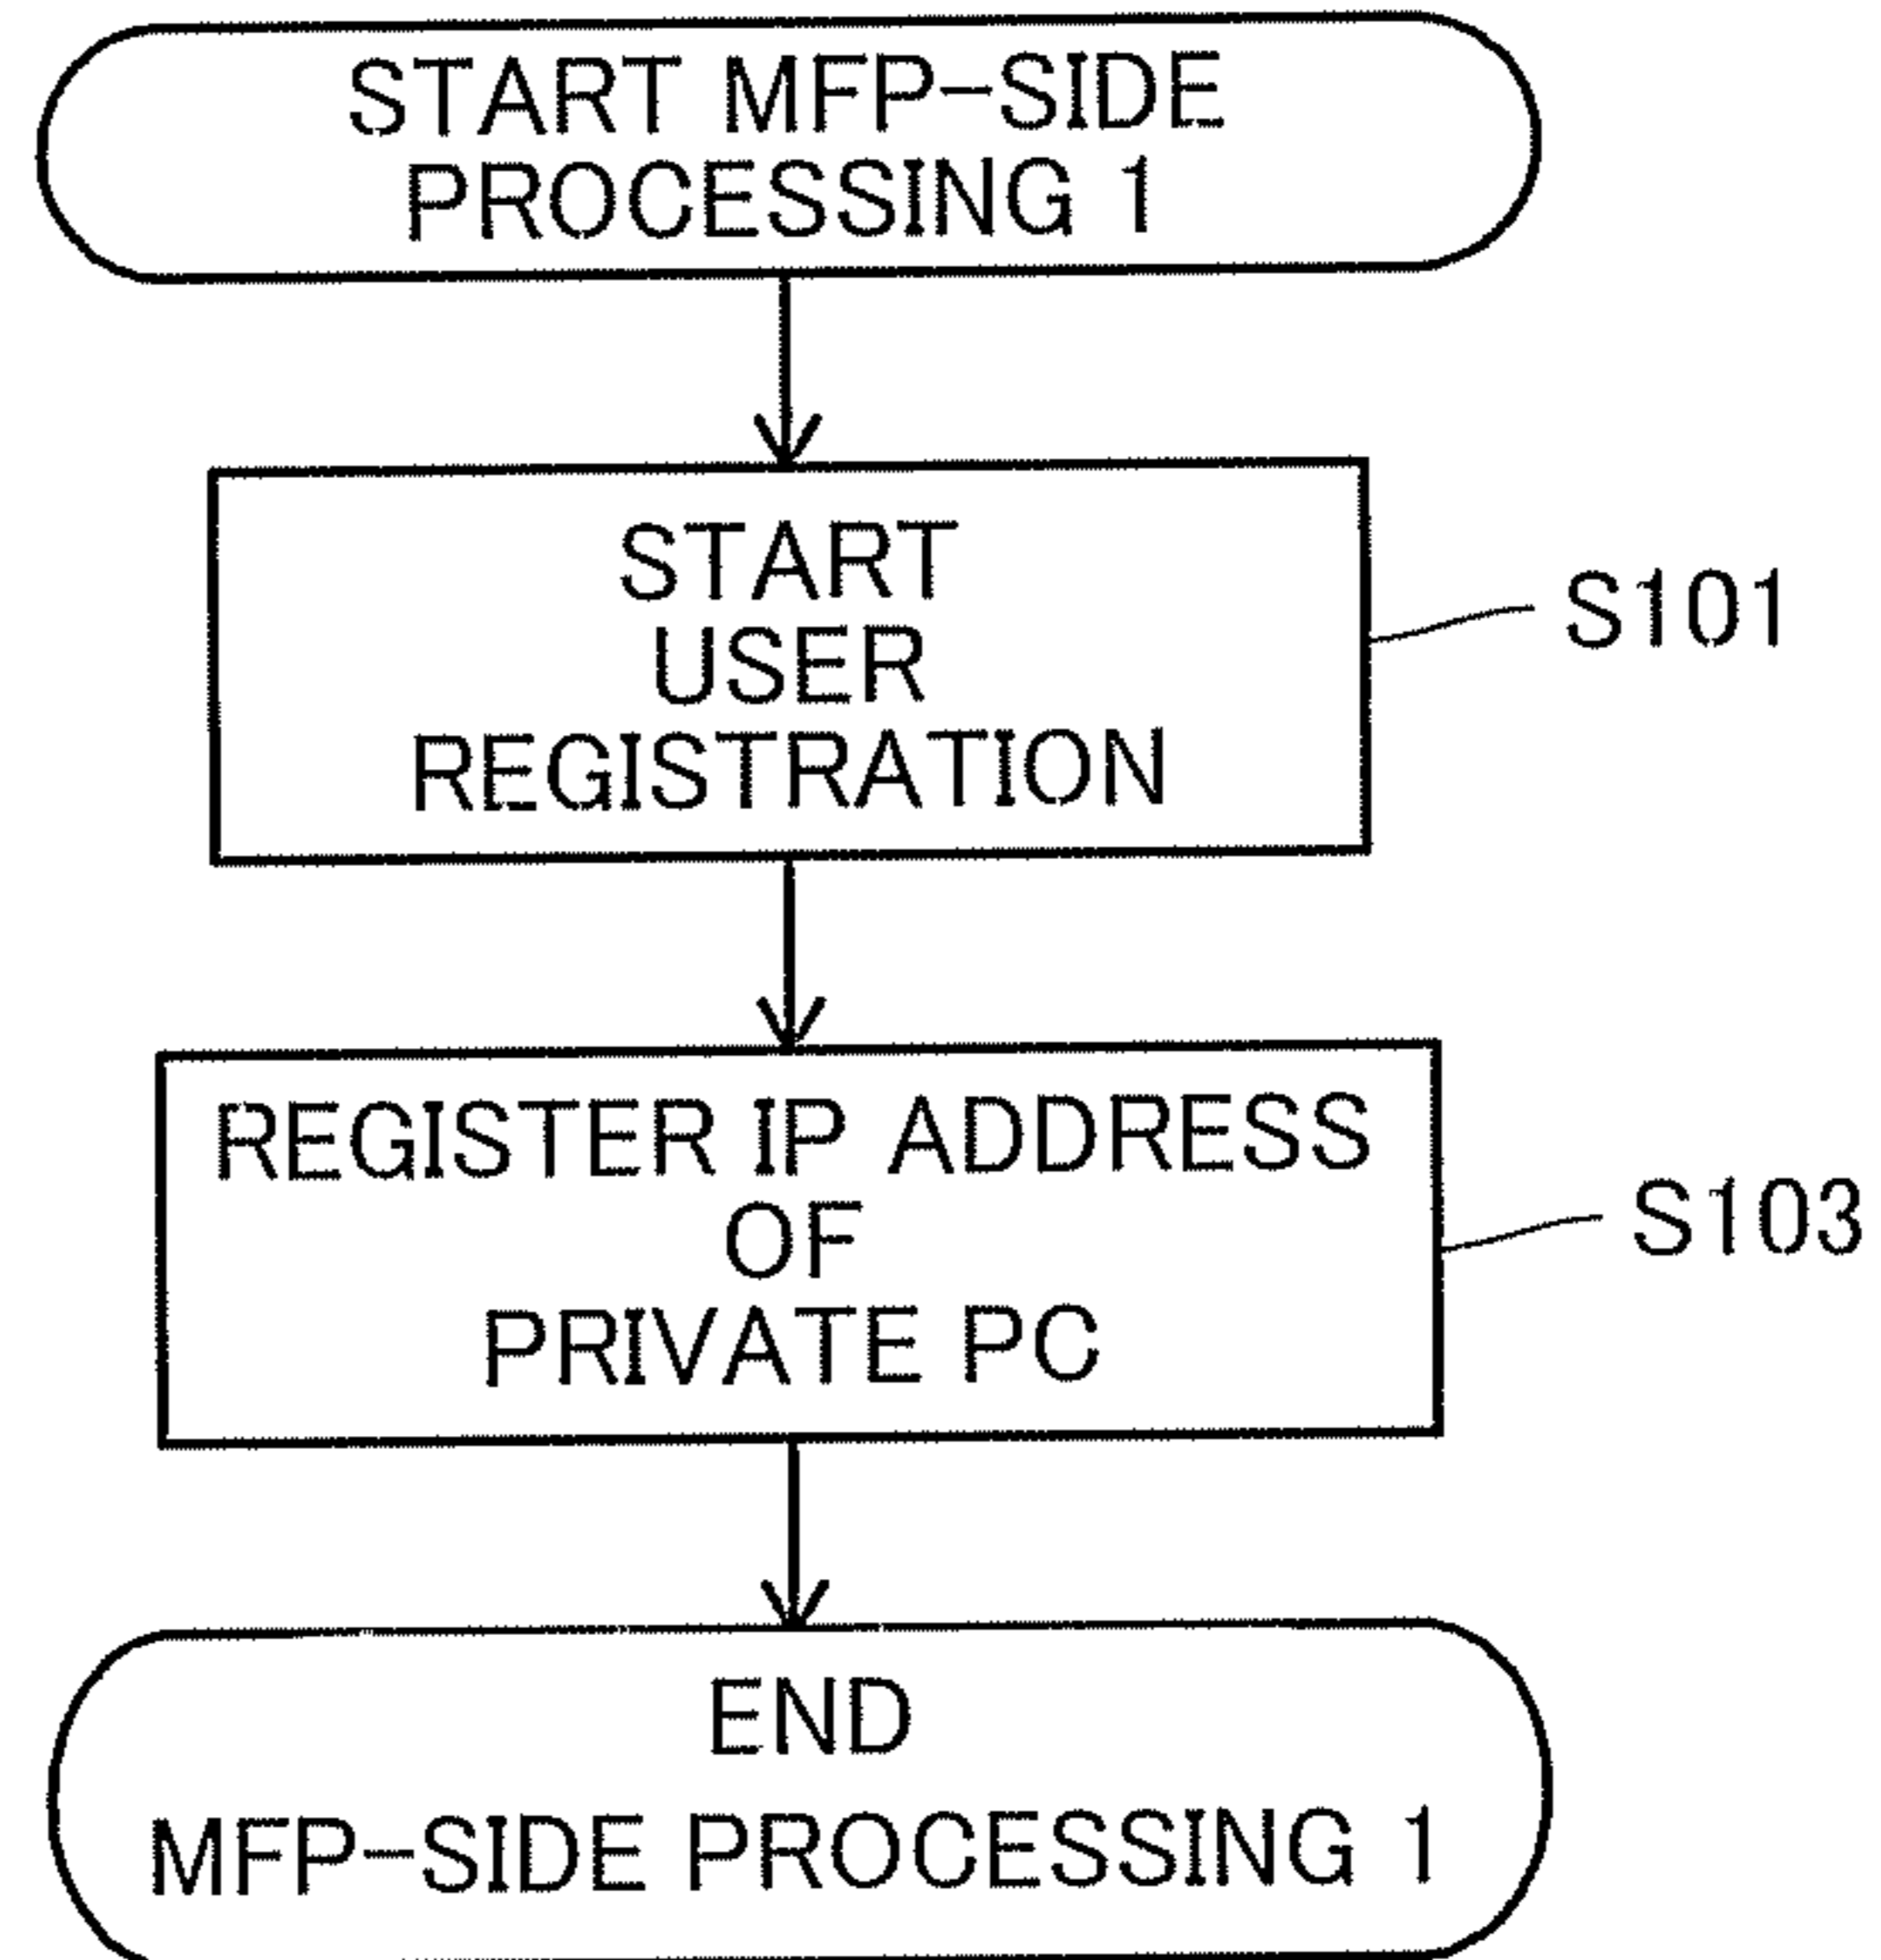 START MFP-SIDE
PROCESSING 1
START
USER
REGISTRATION
S101
REGISTER IP ADDRESS
OF
PRIVATE PC
S103
END
MFP-SIDE PROCESSING 1